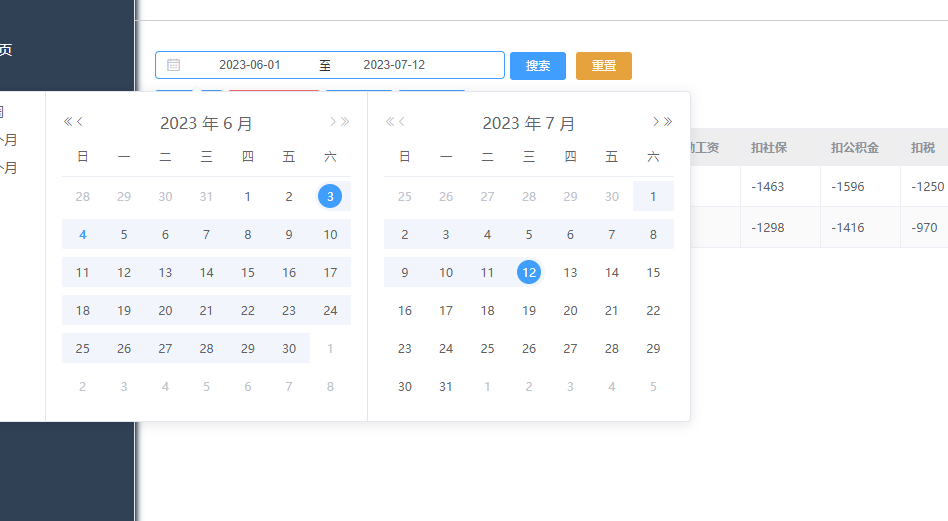 页
2023-06-01 至 2023-07-12 搜索 重置
月
月
2023 年 6 月
日 一 二 三 四 五 六
28 29 30 31 1 2 3
4 5 6 7 8 9 10
11 12 13 14 15 16 17
18 19 20 21 22 23 24
25 26 27 28 29 30 1
2 3 4 5 6 7 8
2023 年 7 月
日 一 二 三 四 五 六
25 26 27 28 29 30 1
2 3 4 5 6 7 8
9 10 11 12 13 14 15
16 17 18 19 20 21 22
23 24 25 26 27 28 29
30 31 1 2 3 4 5
工资 扣社保 扣公积金 扣税
-1463 -1596 -1250
-1298 -1416 -970